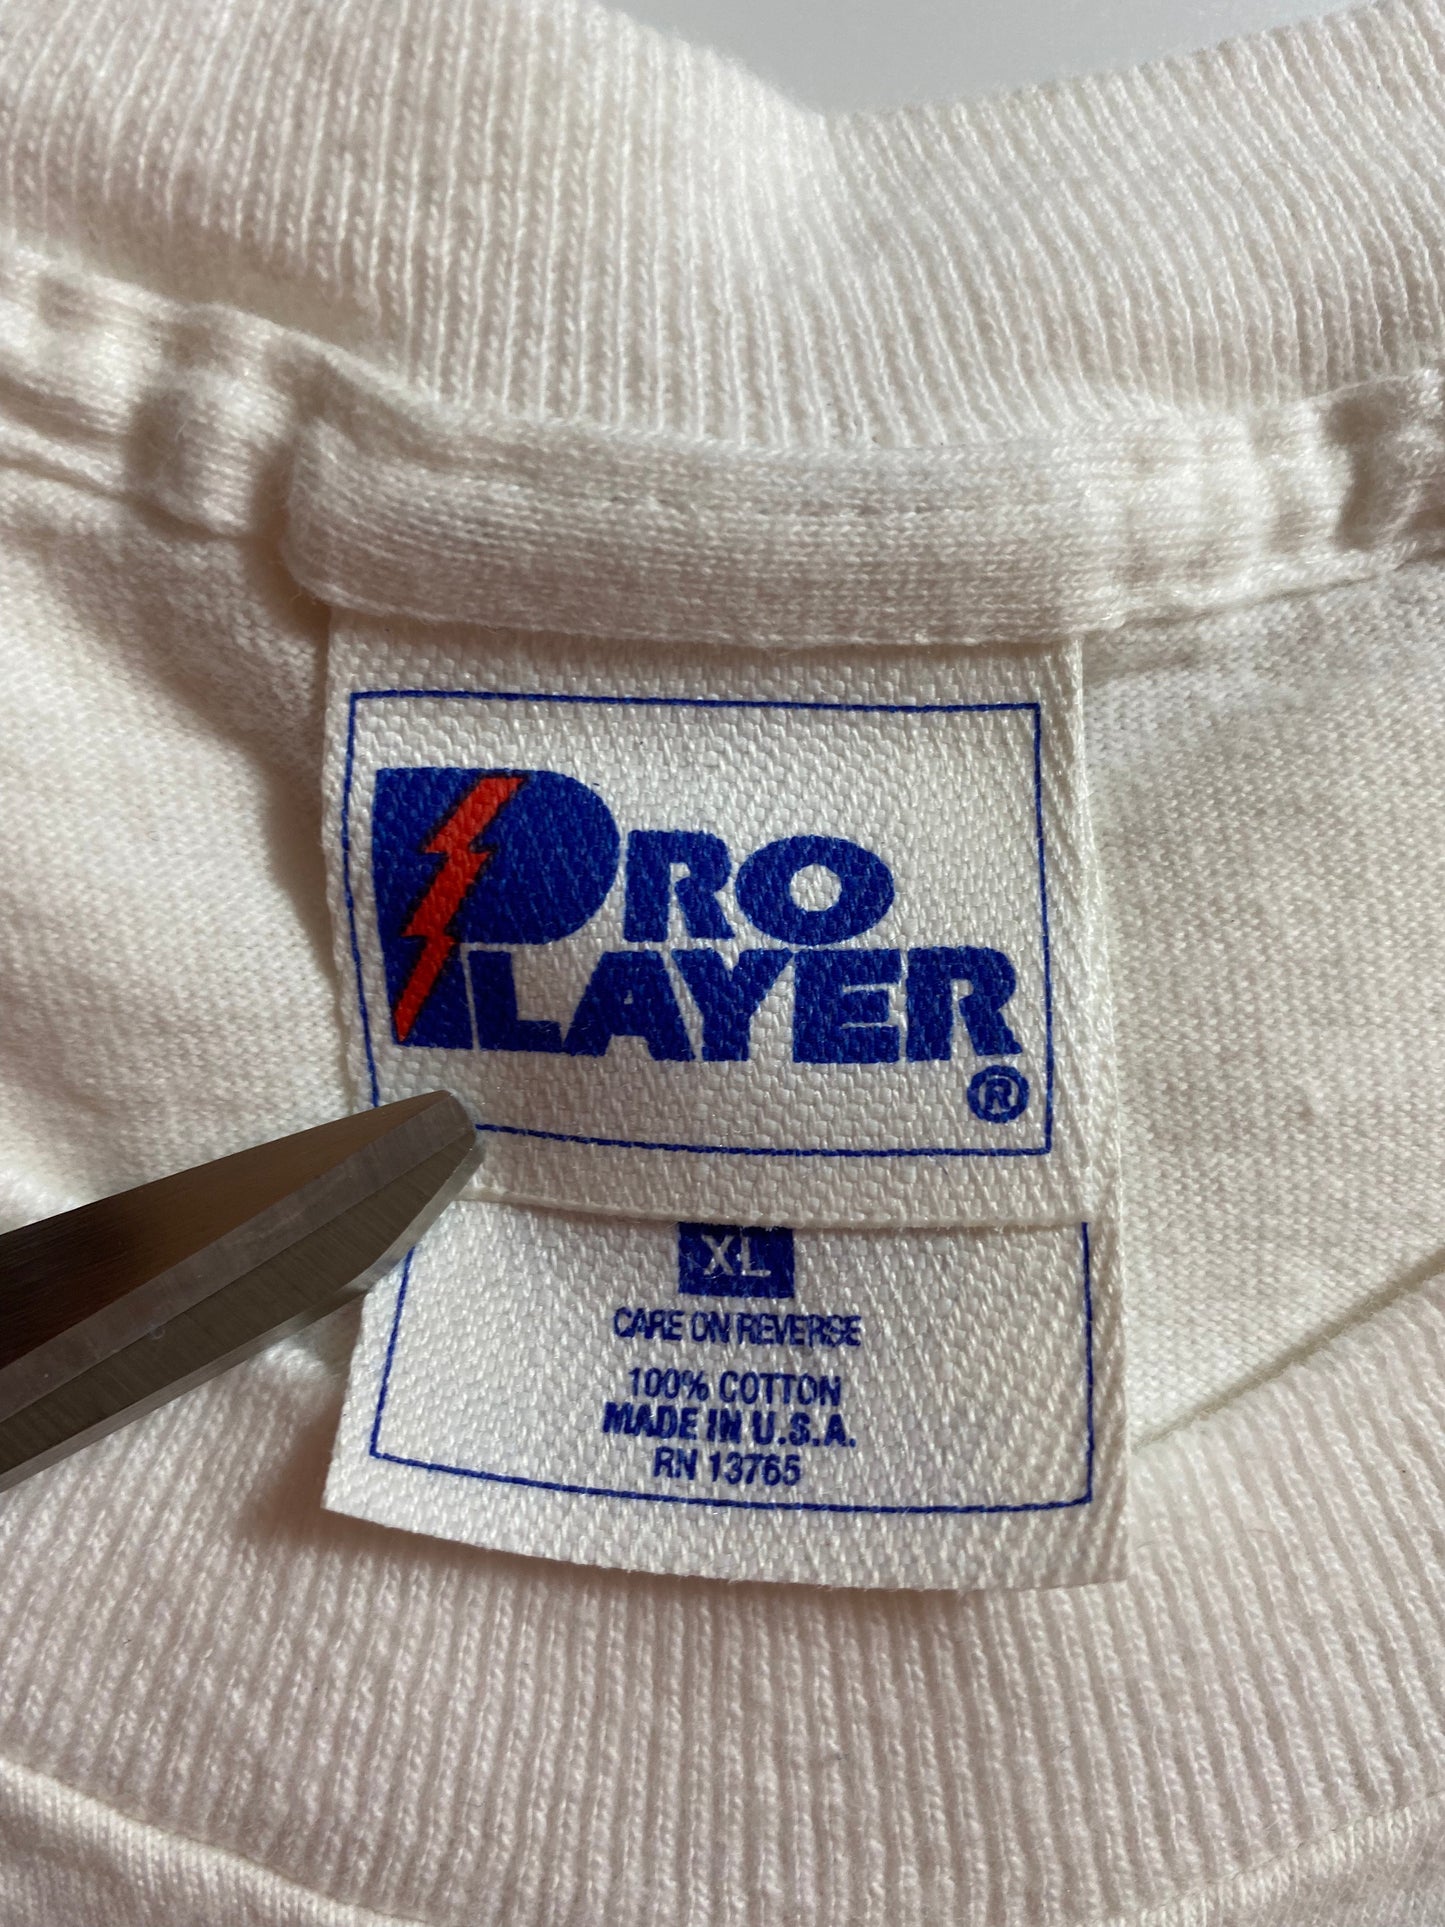 PRO
PLAYER
®
XL
CARE ON REVERSE
100% COTTON
MADE IN U.S.A.
RN 13765